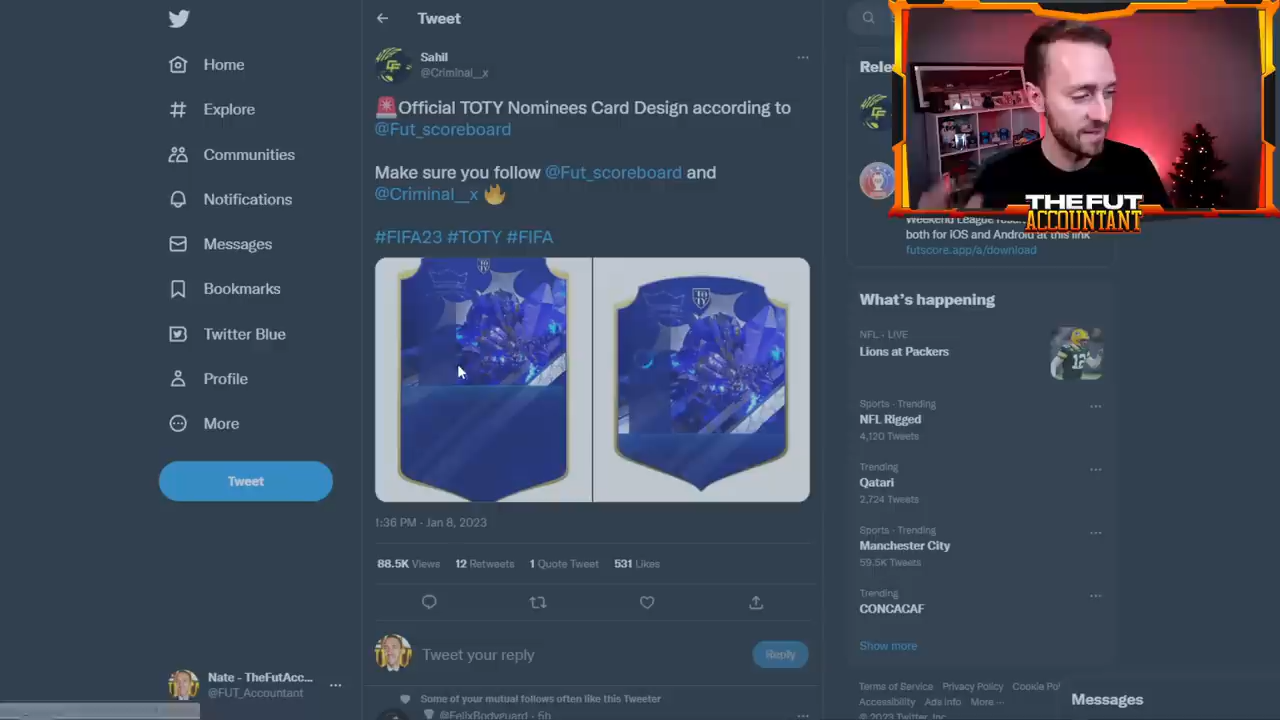 Home
Explore
Communities
Notifications
Messages
Bookmarks
Twitter Blue
Profile
More
Tweet
Nate - TheFutAcc...
@FUT_Accountant
Tweet
Sahil
@Criminal__x
🚨Official TOTY Nominees Card Design according to
@Fut_scoreboard
Make sure you follow @Fut_scoreboard and
@Criminal__x 🔥
#FIFA23 #TOTY #FIFA
1:36 PM · Jan 8, 2023
88.5K Views 12 Retweets 1 Quote Tweet 531 Likes
Tweet your reply
Reply
Some of your mutual follows often like this Tweeter
@FelixBodyguard · 5h
THE FUT
ACCOUNTANT
both for iOS and Android at this link
futscore.app/a/download
What's happening
NFL · LIVE
Lions at Packers
Sports · Trending
NFL Rigged
4,120 Tweets
Trending
Qatari
2,724 Tweets
Sports · Trending
Manchester City
59.5K Tweets
Trending
CONCACAF
Show more
Terms of Service Privacy Policy Cookie Pol
Accessibility Ads info More ···
© 2023 Twitter, Inc.
Messages